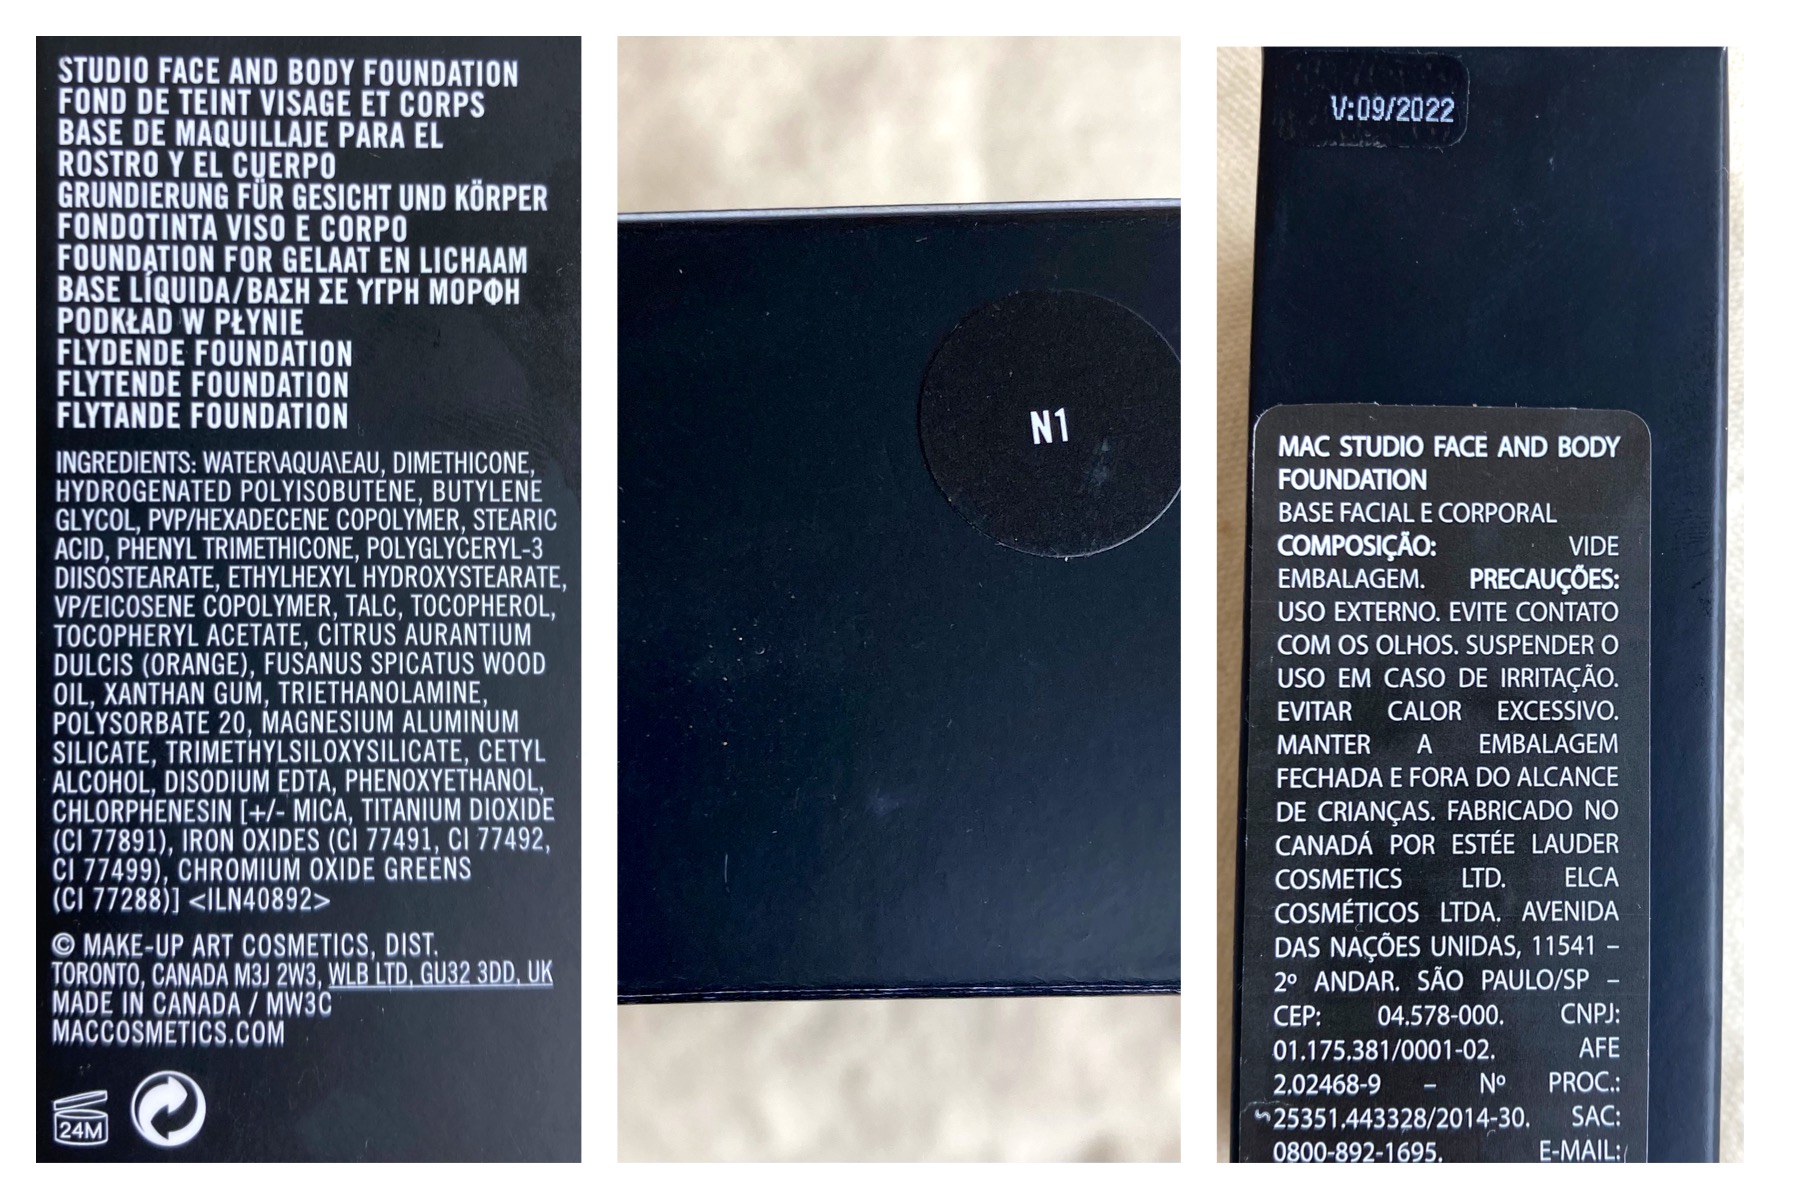 STUDIO FACE AND BODY FOUNDATION
FOND DE TEINT VISAGE ET CORPS
BASE DE MAQUILLAJE PARA EL
ROSTRO Y EL CUERPO
GRUNDIERUNG FÜR GESICHT UND KÖRPER
FONDOTINTA VISO E CORPO
FOUNDATION FOR GELAAT EN LICHAAM
BASE LÍQUIDA/ΒΑΣΗ ΣΕ ΥΓΡΗ ΜΟΡΦΗ
PODKŁAD W PŁYNIE
FLYDENDE FOUNDATION
FLYTENDE FOUNDATION
FLYTANDE FOUNDATION
INGREDIENTS: WATER\AQUA\EAU, DIMETHICONE,
HYDROGENATED POLYISOBUTENE, BUTYLENE
GLYCOL, PVP/HEXADECENE COPOLYMER, STEARIC
ACID, PHENYL TRIMETHICONE, POLYGLYCERYL-3
DIISOSTEARATE, ETHYLHEXYL HYDROXYSTEARATE,
VP/EICOSENE COPOLYMER, TALC, TOCOPHEROL,
TOCOPHERYL ACETATE, CITRUS AURANTIUM
DULCIS (ORANGE), FUSANUS SPICATUS WOOD
OIL, XANTHAN GUM, TRIETHANOLAMINE,
POLYSORBATE 20, MAGNESIUM ALUMINUM
SILICATE, TRIMETHYLSILOXYSILICATE, CETYL
ALCOHOL, DISODIUM EDTA, PHENOXYETHANOL,
CHLORPHENESIN [+/- MICA, TITANIUM DIOXIDE
(CI 77891), IRON OXIDES (CI 77491, CI 77492,
CI 77499), CHROMIUM OXIDE GREENS
(CI 77288)] <ILN40892>
© MAKE-UP ART COSMETICS, DIST.
TORONTO, CANADA M3J 2W3, WLB LTD, GU32 3DD, UK
MADE IN CANADA / MW3C
MACCOSMETICS.COM
24M
N1
V:09/2022
MAC STUDIO FACE AND BODY
FOUNDATION
BASE FACIAL E CORPORAL
COMPOSIÇÃO: VIDE
EMBALAGEM. PRECAUÇÕES:
USO EXTERNO. EVITE CONTATO
COM OS OLHOS. SUSPENDER O
USO EM CASO DE IRRITAÇÃO.
EVITAR CALOR EXCESSIVO.
MANTER A EMBALAGEM
FECHADA E FORA DO ALCANCE
DE CRIANÇAS. FABRICADO NO
CANADÁ POR ESTÉE LAUDER
COSMETICS LTD. ELCA
COSMÉTICOS LTDA. AVENIDA
DAS NAÇÕES UNIDAS, 11541 –
2º ANDAR. SÃO PAULO/SP –
CEP: 04.578-000. CNPJ:
01.175.381/0001-02. AFE
2.02468-9 – Nº PROC.:
25351.443328/2014-30. SAC:
0800-892-1695. E-MAIL: